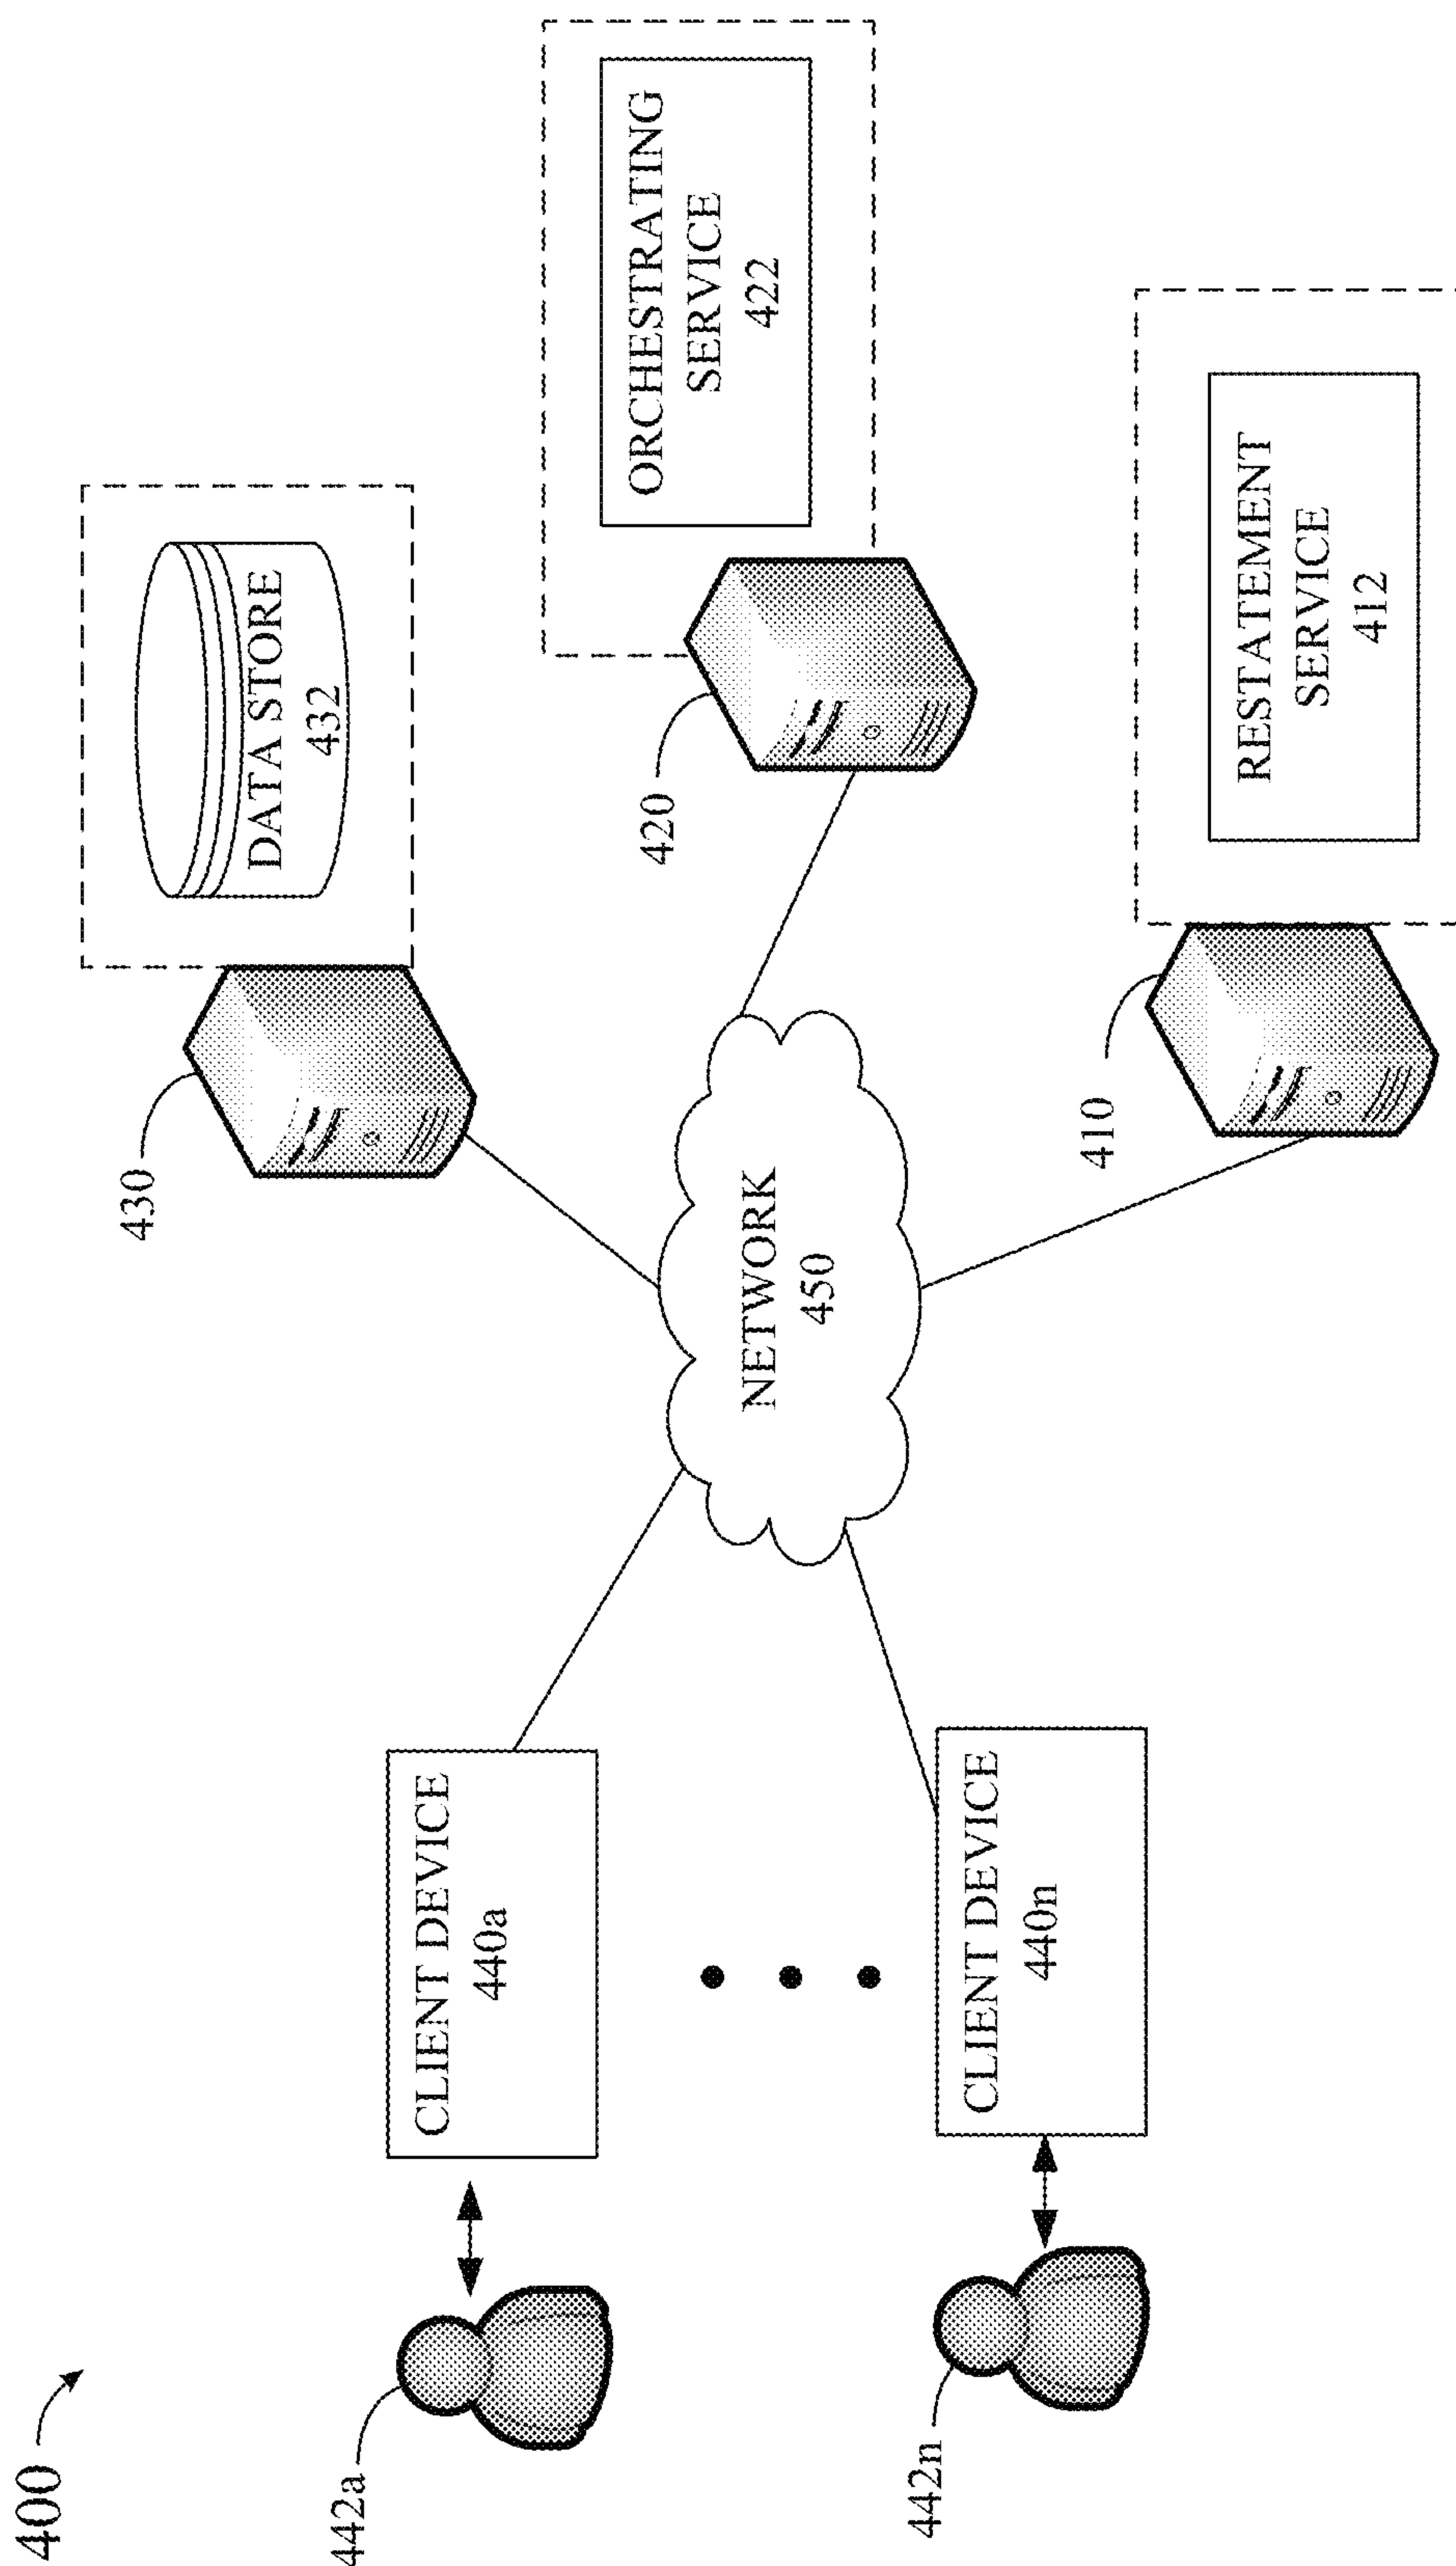 400
430
DATA STORE
432
442a
CLIENT DEVICE
440a
NETWORK
450
420
ORCHESTRATING
SERVICE
422
442n
CLIENT DEVICE
440n
410
RESTATEMENT
SERVICE
412